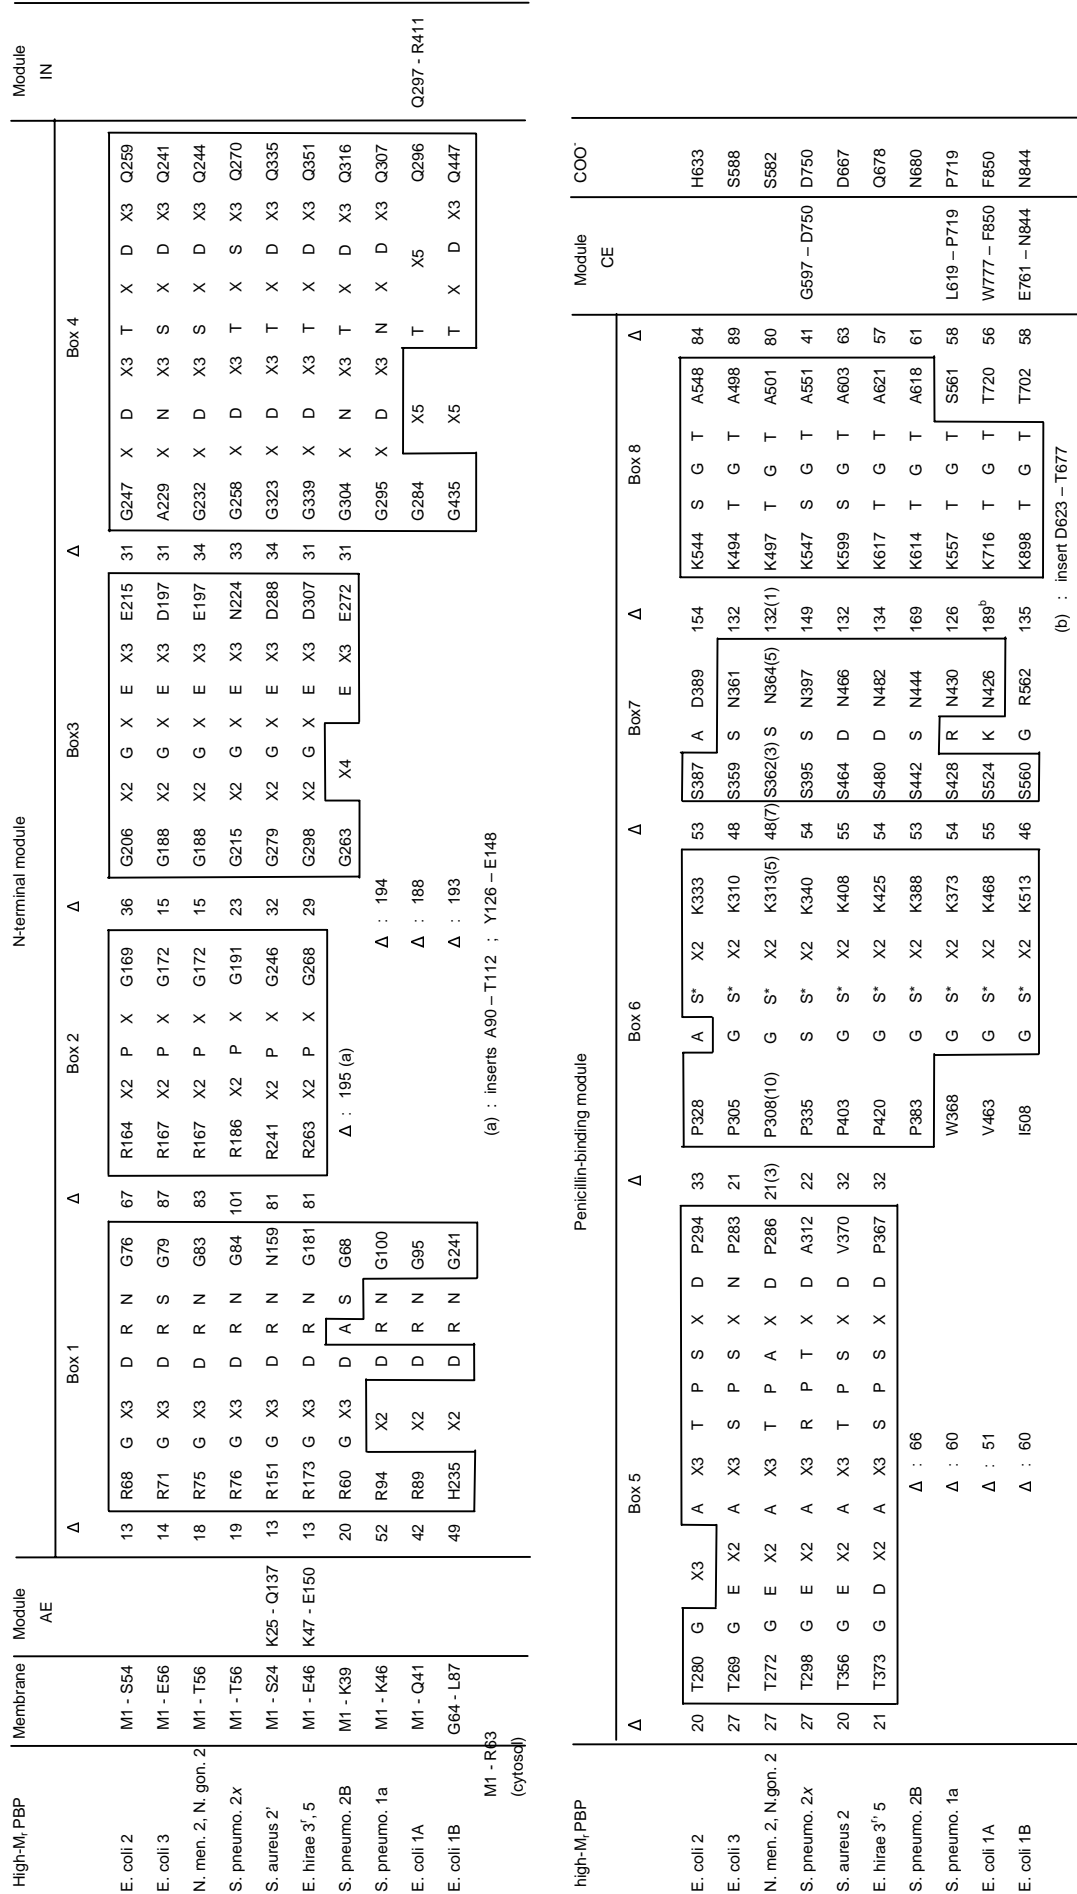 High-Mr PBP Membrane Module AE N-terminal module Module IN
Δ Box 1 Δ Box 2 Δ Box3 Δ Box 4
E. coli 2 M1 - S54 13 R68 G X3 D R N G76 67 R164 X2 P X G169 36 G206 X2 G X E X3 E215 31 G247 X D X3 T X D X3 Q259
E. coli 3 M1 - E56 14 R71 G X3 D R S G79 87 R167 X2 P X G172 15 G188 X2 G X E X3 D197 31 A229 X N X3 S X D X3 Q241
N. men. 2, N. gon. 2 M1 - T56 18 R75 G X3 D R N G83 83 R167 X2 P X G172 15 G188 X2 G X E X3 E197 34 G232 X D X3 S X D X3 Q244
S. pneumo. 2x M1 - T56 19 R76 G X3 D R N G84 101 R186 X2 P X G191 23 G215 X2 G X E X3 N224 33 G258 X D X3 T X S X3 Q270
S. aureus 2' M1 - S24 K25 - Q137 13 R151 G X3 D R N N159 81 R241 X2 P X G246 32 G279 X2 G X E X3 D288 34 G323 X D X3 T X D X3 Q335
E. hirae 3r, 5 M1 - E46 K47 - E150 13 R173 G X3 D R N G181 81 R263 X2 P X G268 29 G298 X2 G X E X3 D307 31 G339 X D X3 T X D X3 Q351
S. pneumo. 2B M1 - K39 20 R60 G X3 D A S G68 Δ : 195 (a) G263 X4 E X3 E272 31 G304 X N X3 T X D X3 Q316
S. pneumo. 1a M1 - K46 52 R94 X2 D R N G100 Δ : 194 G295 X D X3 N X D X3 Q307
E. coli 1A M1 - Q41 42 R89 X2 D R N G95 Δ : 188 G284 X5 T X5 Q296 Q297 - R411
E. coli 1B G64 - L87 49 H235 X2 D R N G241 Δ : 193 G435 X5 T X D X3 Q447
M1 - R63 (a) : inserts A90 – T112 ; Y126 – E148
(cytosol)
high-Mr PBP Penicillin-binding module Module CE COO-
Δ Box 5 Δ Box 6 Δ Box7 Δ Box 8 Δ
E. coli 2 20 T280 G X3 A X3 T P S X D P294 33 P328 A S* X2 K333 53 S387 A D389 154 K544 S G T A548 84 H633
E. coli 3 27 T269 G E X2 A X3 S P S X N P283 21 P305 G S* X2 K310 48 S359 S N361 132 K494 T G T A498 89 S588
N. men. 2, N.gon. 2 27 T272 G E X2 A X3 T P A X D P286 21(3) P308(10) G S* X2 K313(5) 48(7) S362(3) S N364(5) 132(1) K497 T G T A501 80 S582
S. pneumo. 2x 27 T298 G E X2 A X3 R P T X D A312 22 P335 S S* X2 K340 54 S395 S N397 149 K547 S G T A551 41 G597 – D750 D750
S. aureus 2 20 T356 G E X2 A X3 T P S X D V370 32 P403 G S* X2 K408 55 S464 D N466 132 K599 S G T A603 63 D667
E. hirae 3r, 5 21 T373 G D X2 A X3 S P S X D P367 32 P420 G S* X2 K425 54 S480 D N482 134 K617 T G T A621 57 Q678
S. pneumo. 2B Δ : 66 P383 G S* X2 K388 53 S442 S N444 169 K614 T G T A618 61 N680
S. pneumo. 1a Δ : 60 W368 G S* X2 K373 54 S428 R N430 126 K557 T G T S561 58 L619 – P719 P719
E. coli 1A Δ : 51 V463 G S* X2 K468 55 S524 K N426 189b K716 T G T T720 56 W777 – F850 F850
E. coli 1B Δ : 60 I508 G S* X2 K513 46 S560 G R562 135 K898 T G T T702 58 E761 – N844 N844
(b) : insert D623 – T677